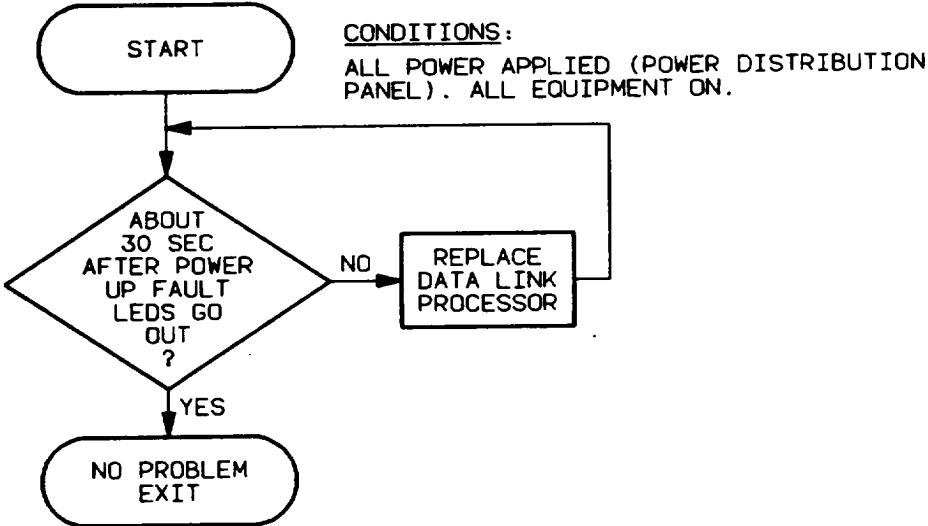 START
CONDITIONS:
ALL POWER APPLIED (POWER DISTRIBUTION
PANEL). ALL EQUIPMENT ON.
ABOUT
30 SEC
AFTER POWER
UP FAULT
LEDS GO
OUT
?
NO
REPLACE
DATA LINK
PROCESSOR
YES
NO PROBLEM
EXIT